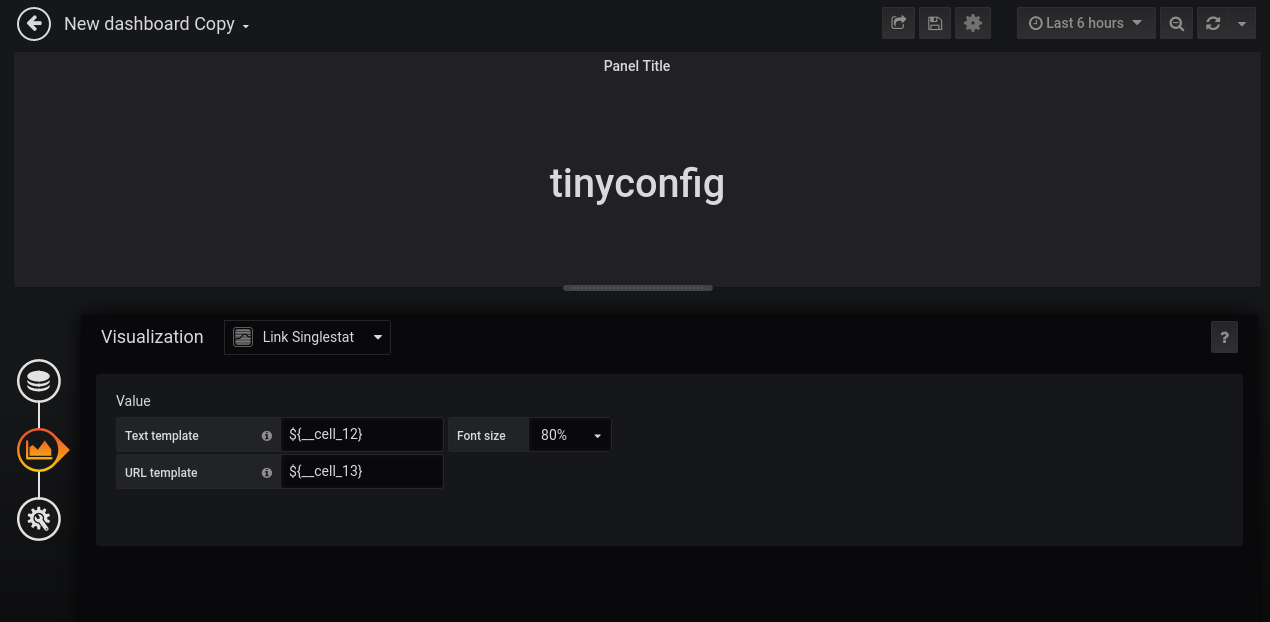 New dashboard Copy
Last 6 hours
Panel Title
tinyconfig
Visualization
Link Singlestat
?
Value
Text template
${__cell_12}
Font size
80%
URL template
${__cell_13}